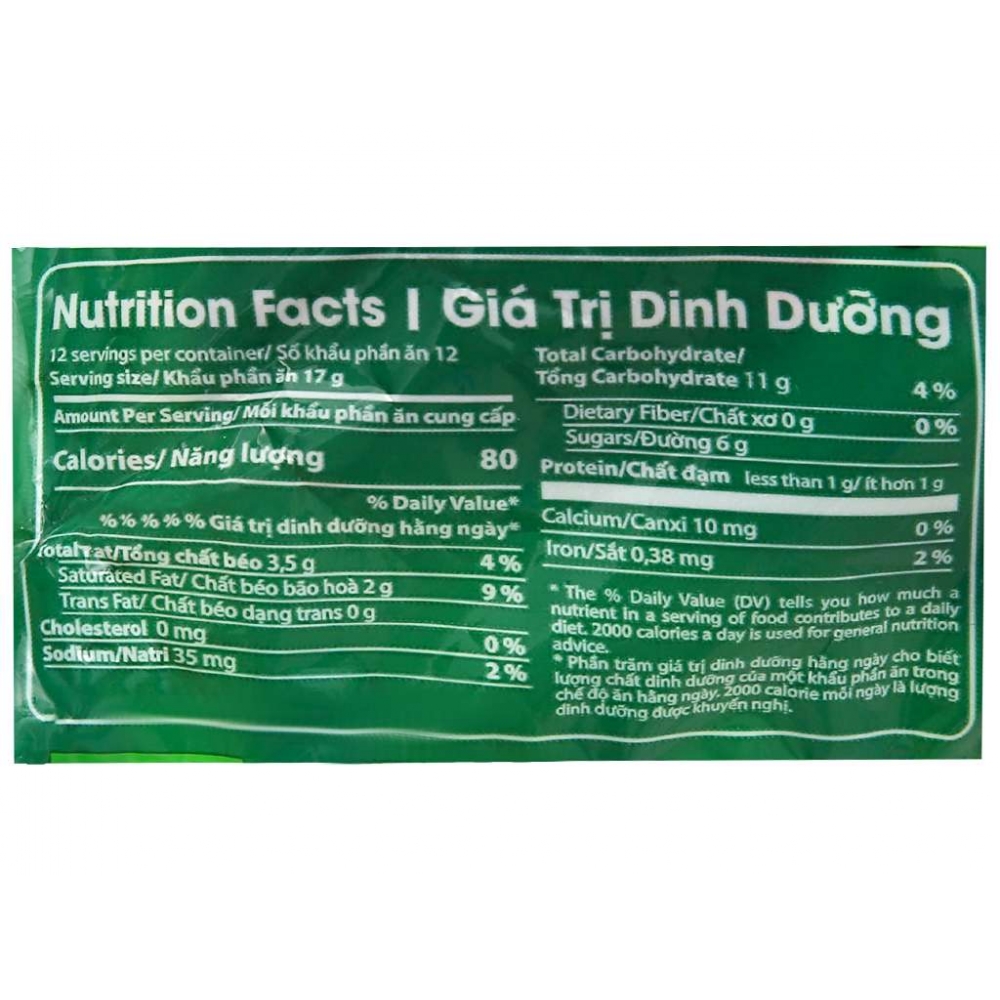 Nutrition Facts | Giá Trị Dinh Dưỡng
12 servings per container/ Số khẩu phần ăn 12
Serving size/ Khẩu phần ăn 17 g
Amount Per Serving/ Mỗi khẩu phần ăn cung cấp
Calories/ Năng lượng 80
% Daily Value*
% % % % % Giá trị dinh dưỡng hằng ngày*
Total Fat/Tổng chất béo 3,5 g 4 %
Saturated Fat/ Chất béo bão hoà 2 g 9 %
Trans Fat/ Chất béo dạng trans 0 g
Cholesterol 0 mg 0 %
Sodium/Natri 35 mg 2 %
Total Carbohydrate/
Tổng Carbohydrate 11 g 4 %
Dietary Fiber/Chất xơ 0 g 0 %
Sugars/Đường 6 g
Protein/Chất đạm less than 1 g/ ít hơn 1 g
Calcium/Canxi 10 mg 0 %
Iron/Sắt 0,38 mg 2 %
* The % Daily Value (DV) tells you how much a
nutrient in a serving of food contributes to a daily
diet. 2000 calories a day is used for general nutrition
advice.
* Phần trăm giá trị dinh dưỡng hằng ngày cho biết
lượng chất dinh dưỡng của một khẩu phần ăn trong
chế độ ăn hằng ngày. 2000 calorie mỗi ngày là lượng
dinh dưỡng được khuyến nghị.